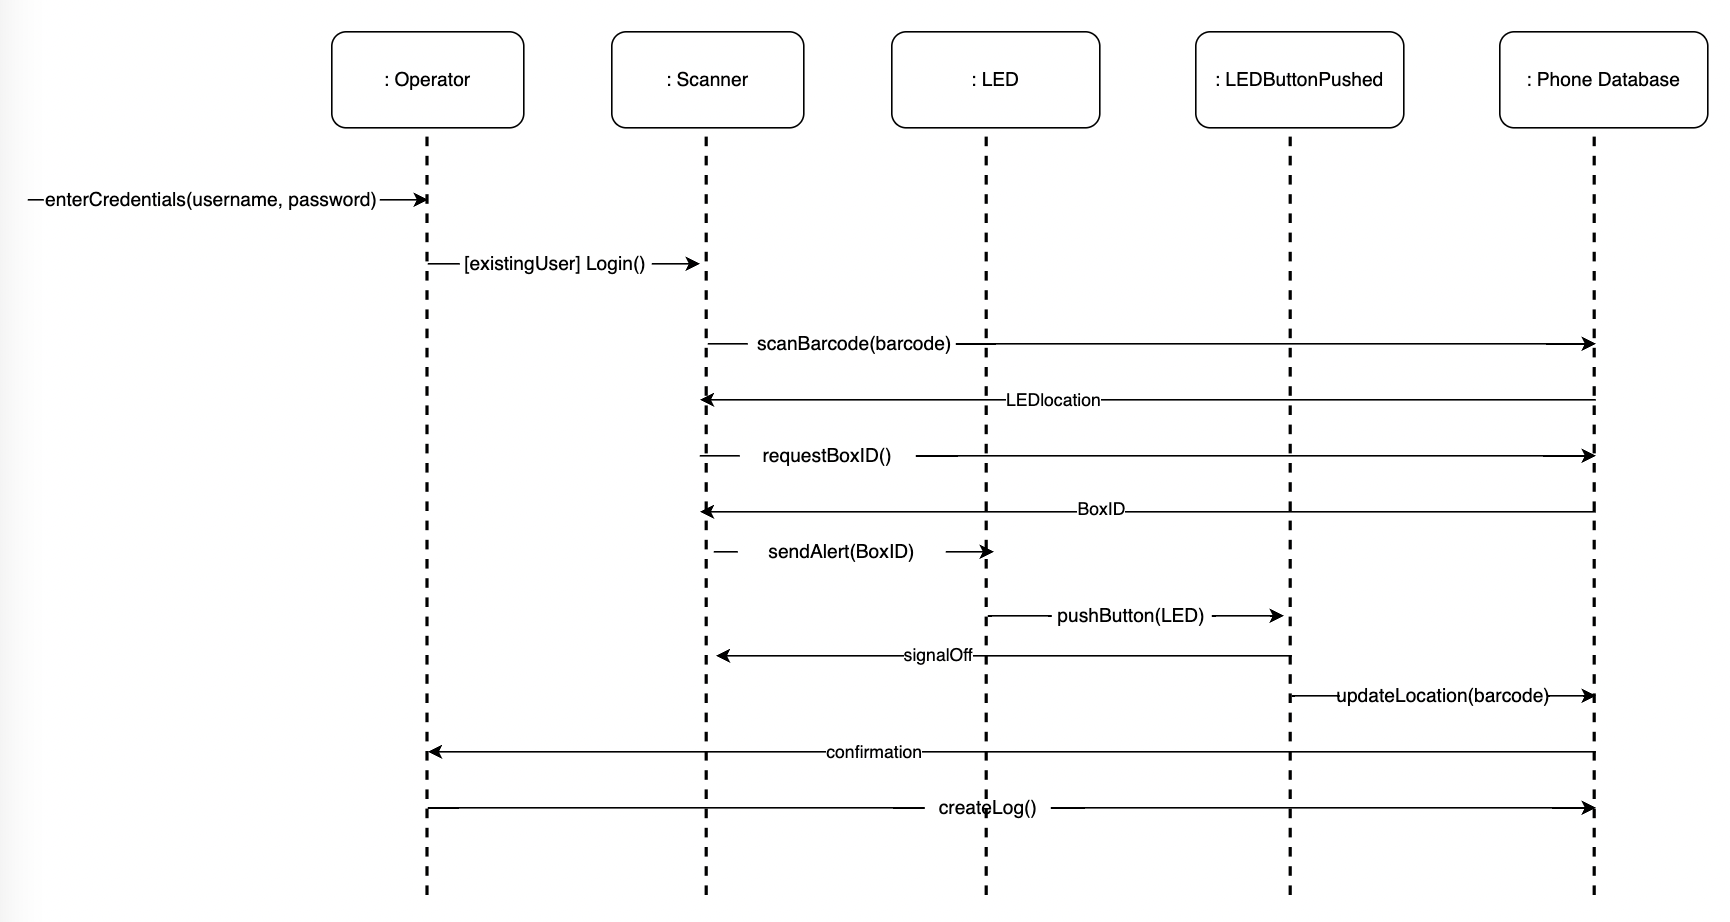 : Operator
: Scanner
: LED
: LEDButtonPushed
: Phone Database
enterCredentials(username, password)
[existingUser] Login()
scanBarcode(barcode)
LEDlocation
requestBoxID()
BoxID
sendAlert(BoxID)
pushButton(LED)
signalOff
updateLocation(barcode)
confirmation
createLog()